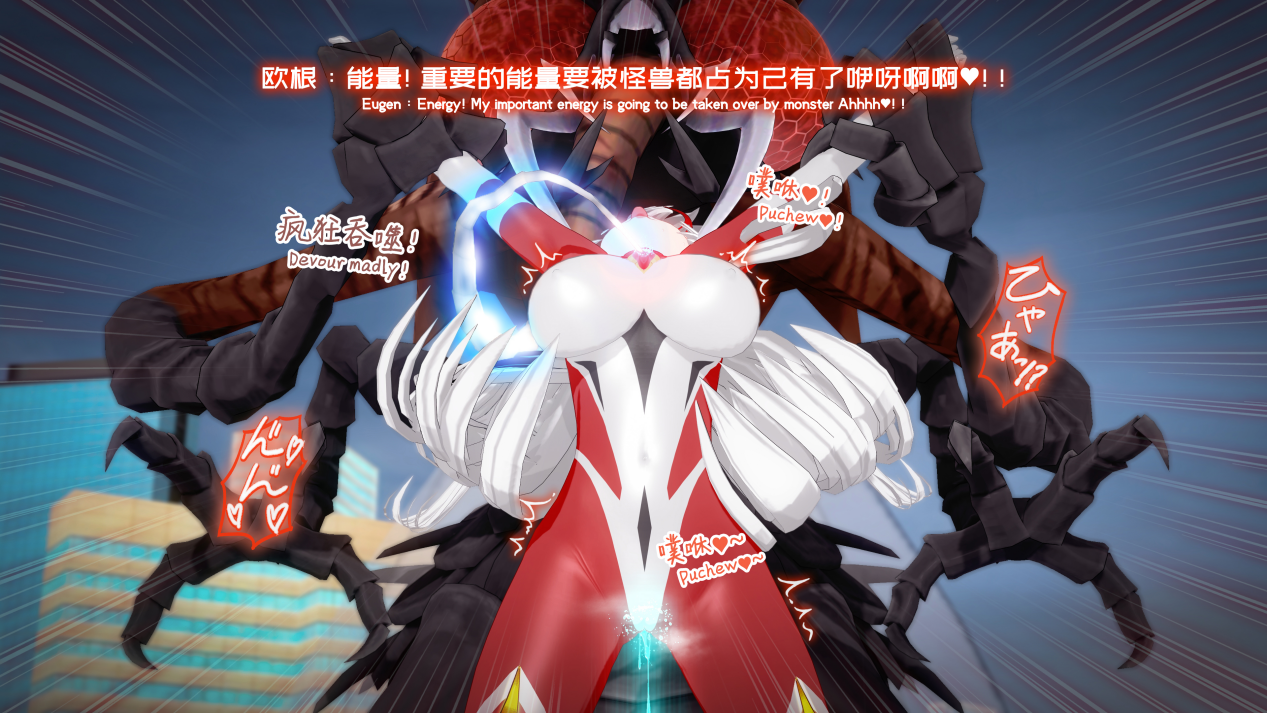 欧根：能量！重要的能量要被怪兽都占为己有了咿呀啊啊♥！！
Eugen : Energy! My important energy is going to be taken over by monster Ahhhh♥! !
噗咻♥！
Puchew♥!
疯狂吞噬！
Devour madly!
ひゃあっ!?
ん゛♡ん゛♡♡
噗咻♥~
Puchew♥~